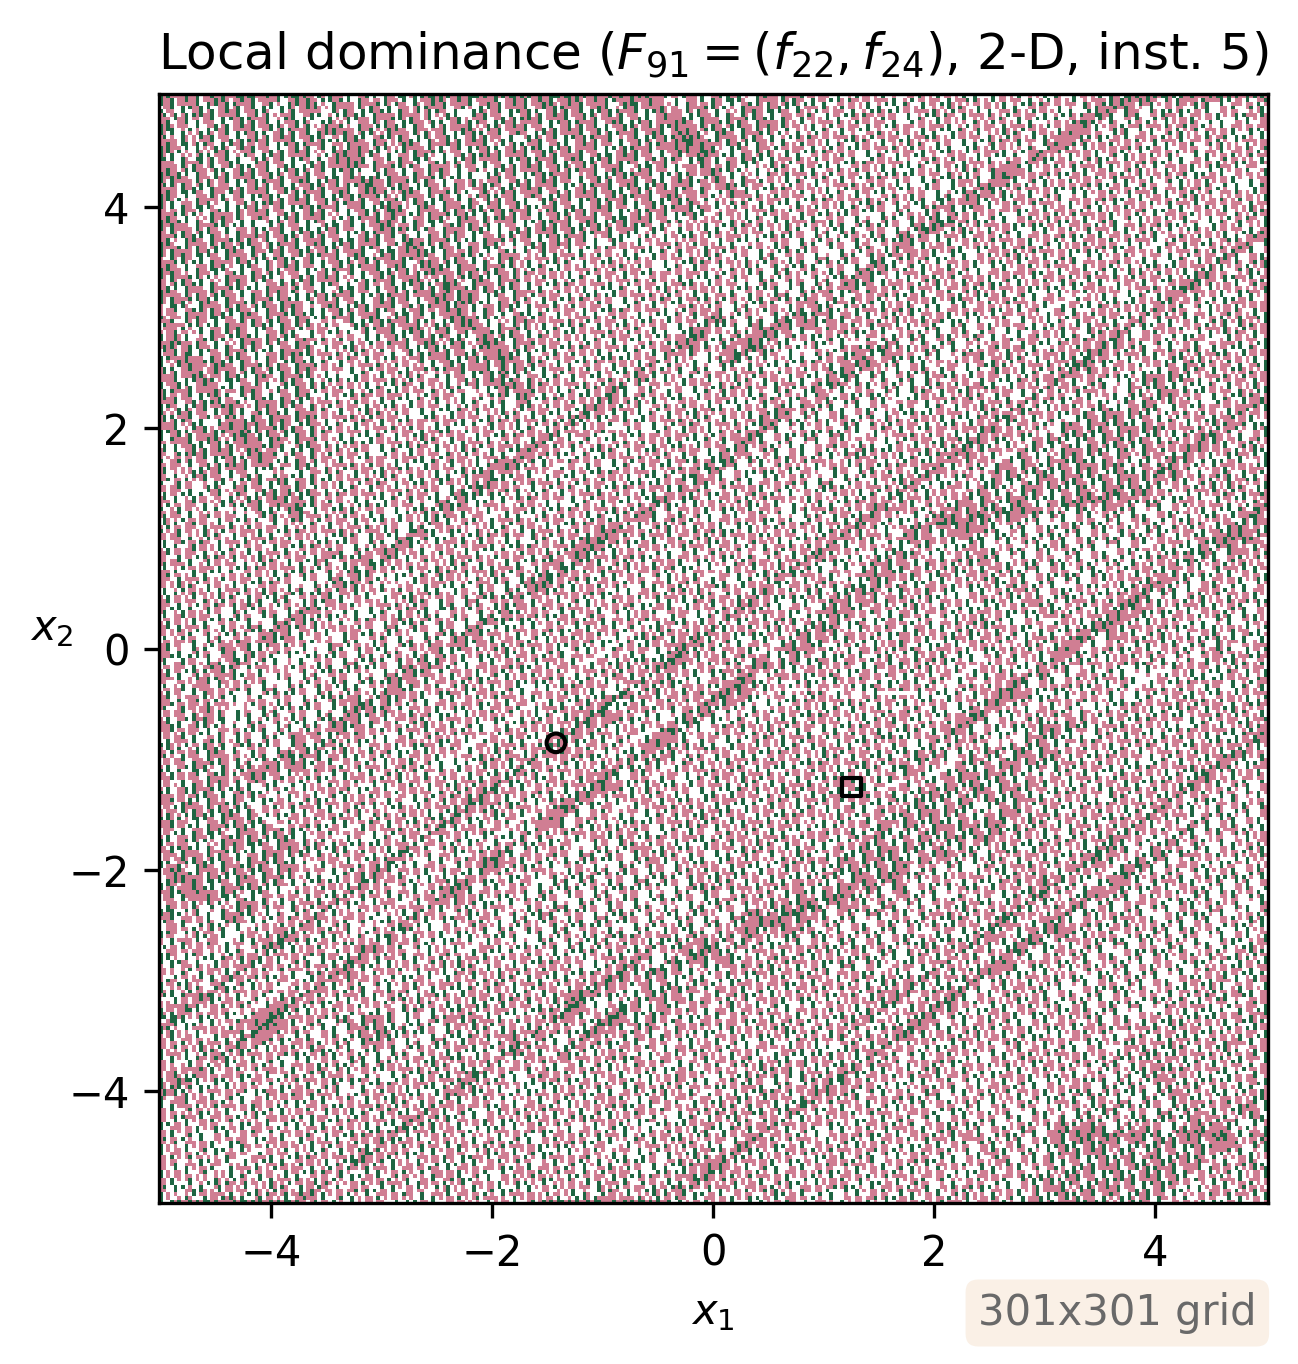 Local dominance (F₉₁ = (f₂₂, f₂₄), 2-D, inst. 5)
4
2
x₂ 0
−2
−4
−4 −2 0 2 4
x₁
301x301 grid